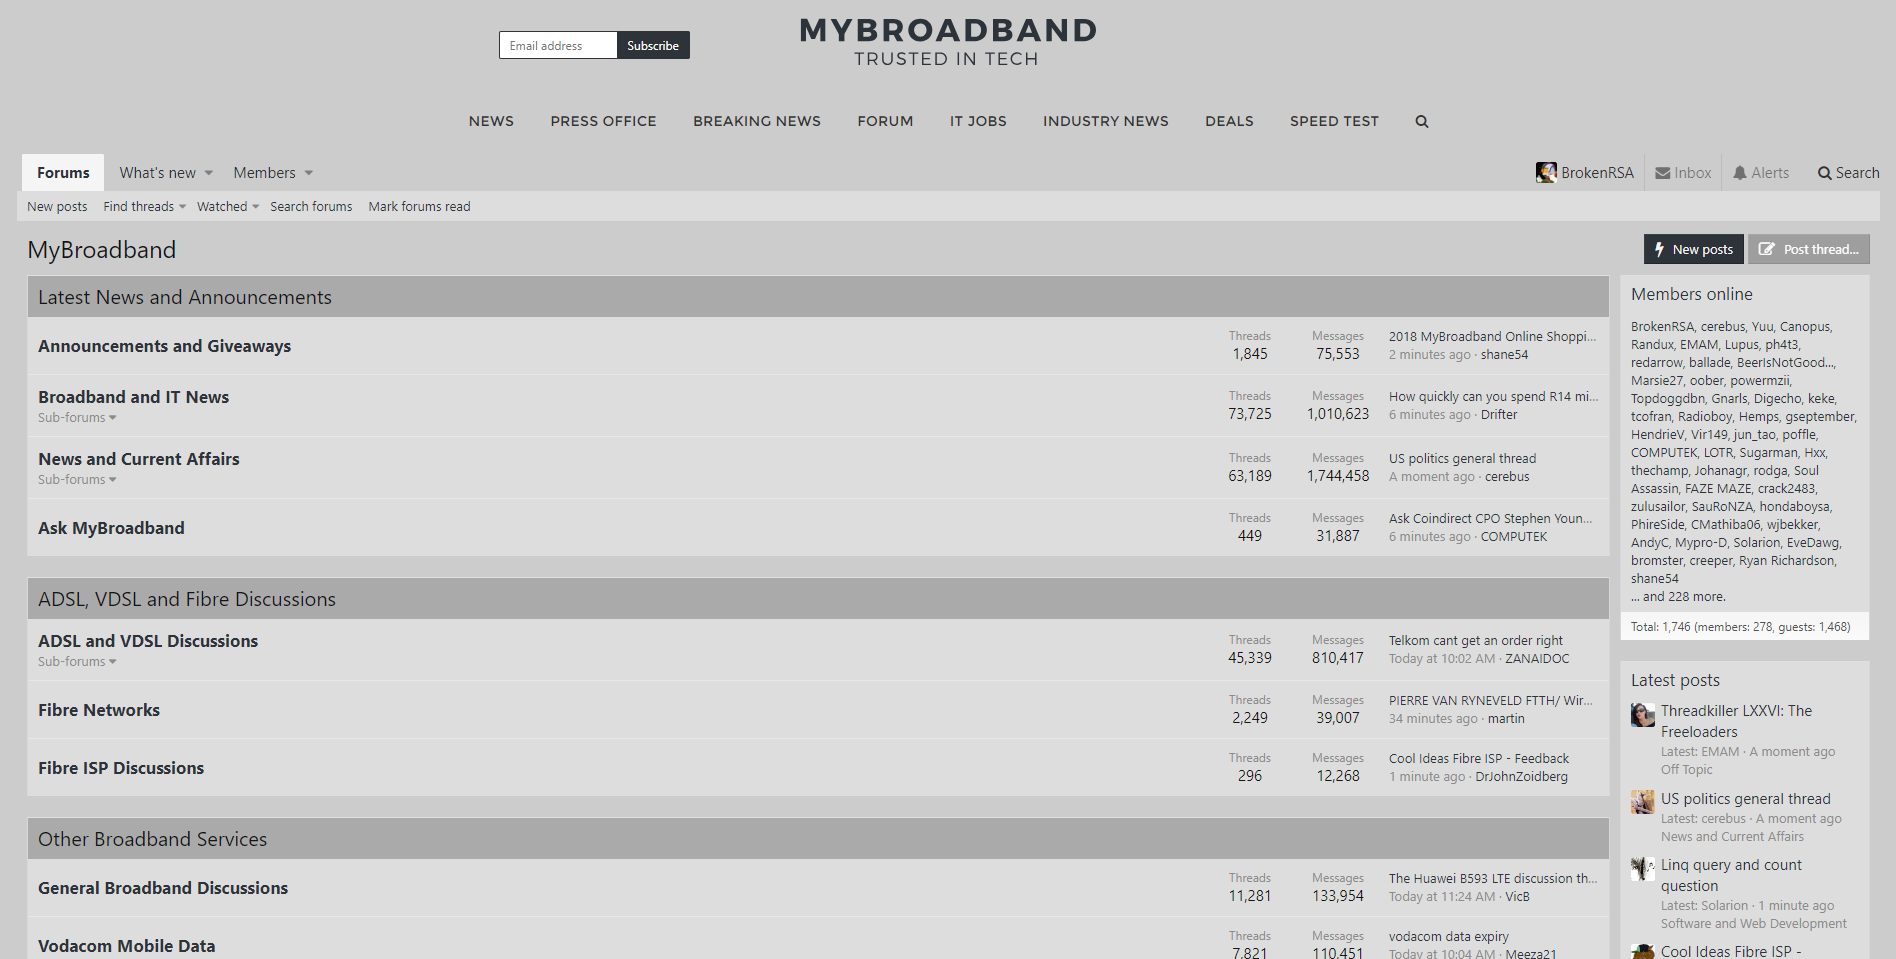 MYBROADBAND
TRUSTED IN TECH
Email address Subscribe
NEWS PRESS OFFICE BREAKING NEWS FORUM IT JOBS INDUSTRY NEWS DEALS SPEED TEST
Forums What's new Members BrokenRSA Inbox Alerts Search
New posts Find threads Watched Search forums Mark forums read
MyBroadband
New posts Post thread...
Latest News and Announcements
Announcements and Giveaways
Threads
1,845
Messages
75,553
2018 MyBroadband Online Shoppi...
2 minutes ago · shane54
Broadband and IT News
Sub-forums
Threads
73,725
Messages
1,010,623
How quickly can you spend R14 mi...
6 minutes ago · Drifter
News and Current Affairs
Sub-forums
Threads
63,189
Messages
1,744,458
US politics general thread
A moment ago · cerebus
Ask MyBroadband
Threads
449
Messages
31,887
Ask Coindirect CPO Stephen Youn...
6 minutes ago · COMPUTEK
ADSL, VDSL and Fibre Discussions
ADSL and VDSL Discussions
Sub-forums
Threads
45,339
Messages
810,417
Telkom cant get an order right
Today at 10:02 AM · ZANAIDOC
Fibre Networks
Threads
2,249
Messages
39,007
PIERRE VAN RYNEVELD FTTH/ Wir...
34 minutes ago · martin
Fibre ISP Discussions
Threads
296
Messages
12,268
Cool Ideas Fibre ISP - Feedback
1 minute ago · DrJohnZoidberg
Other Broadband Services
General Broadband Discussions
Threads
11,281
Messages
133,954
The Huawei B593 LTE discussion th...
Today at 11:24 AM · VicB
Vodacom Mobile Data
Threads
7,821
Messages
110,451
vodacom data expiry
Today at 10:04 AM · Meeza21
Members online
BrokenRSA, cerebus, Yuu, Canopus,
Randux, EMAM, Lupus, ph4t3,
redarrow, ballade, BeerIsNotGood...,
Marsie27, oober, powermzii,
Topdoggdbn, Gnarls, Digecho, keke,
tcofran, Radioboy, Hemps, gseptember,
HendrieV, Vir149, jun_tao, poffle,
COMPUTEK, LOTR, Sugarman, Hxx,
thechamp, Johanagr, rodga, Soul
Assassin, FAZE MAZE, crack2483,
zulusailor, SauRoNZA, hondaboysa,
PhireSide, CMathiba06, wjbekker,
AndyC, Mypro-D, Solarion, EveDawg,
bromster, creeper, Ryan Richardson,
shane54
... and 228 more.
Total: 1,746 (members: 278, guests: 1,468)
Latest posts
Threadkiller LXXVI: The
Freeloaders
Latest: EMAM · A moment ago
Off Topic
US politics general thread
Latest: cerebus · A moment ago
News and Current Affairs
Linq query and count
question
Latest: Solarion · 1 minute ago
Software and Web Development
Cool Ideas Fibre ISP -